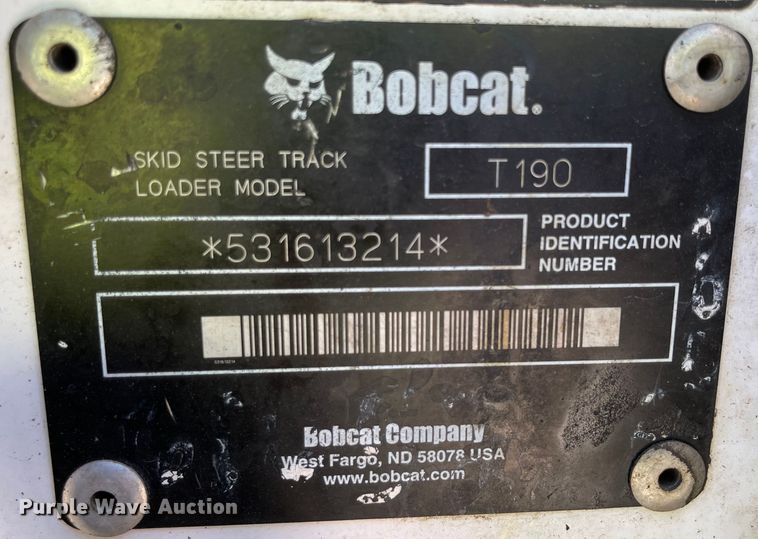 Bobcat®
SKID STEER TRACK
LOADER MODEL
T190
*531613214*
PRODUCT
IDENTIFICATION
NUMBER
531613214
Bobcat Company
West Fargo, ND 58078 USA
www.bobcat.com
Purple Wave Auction